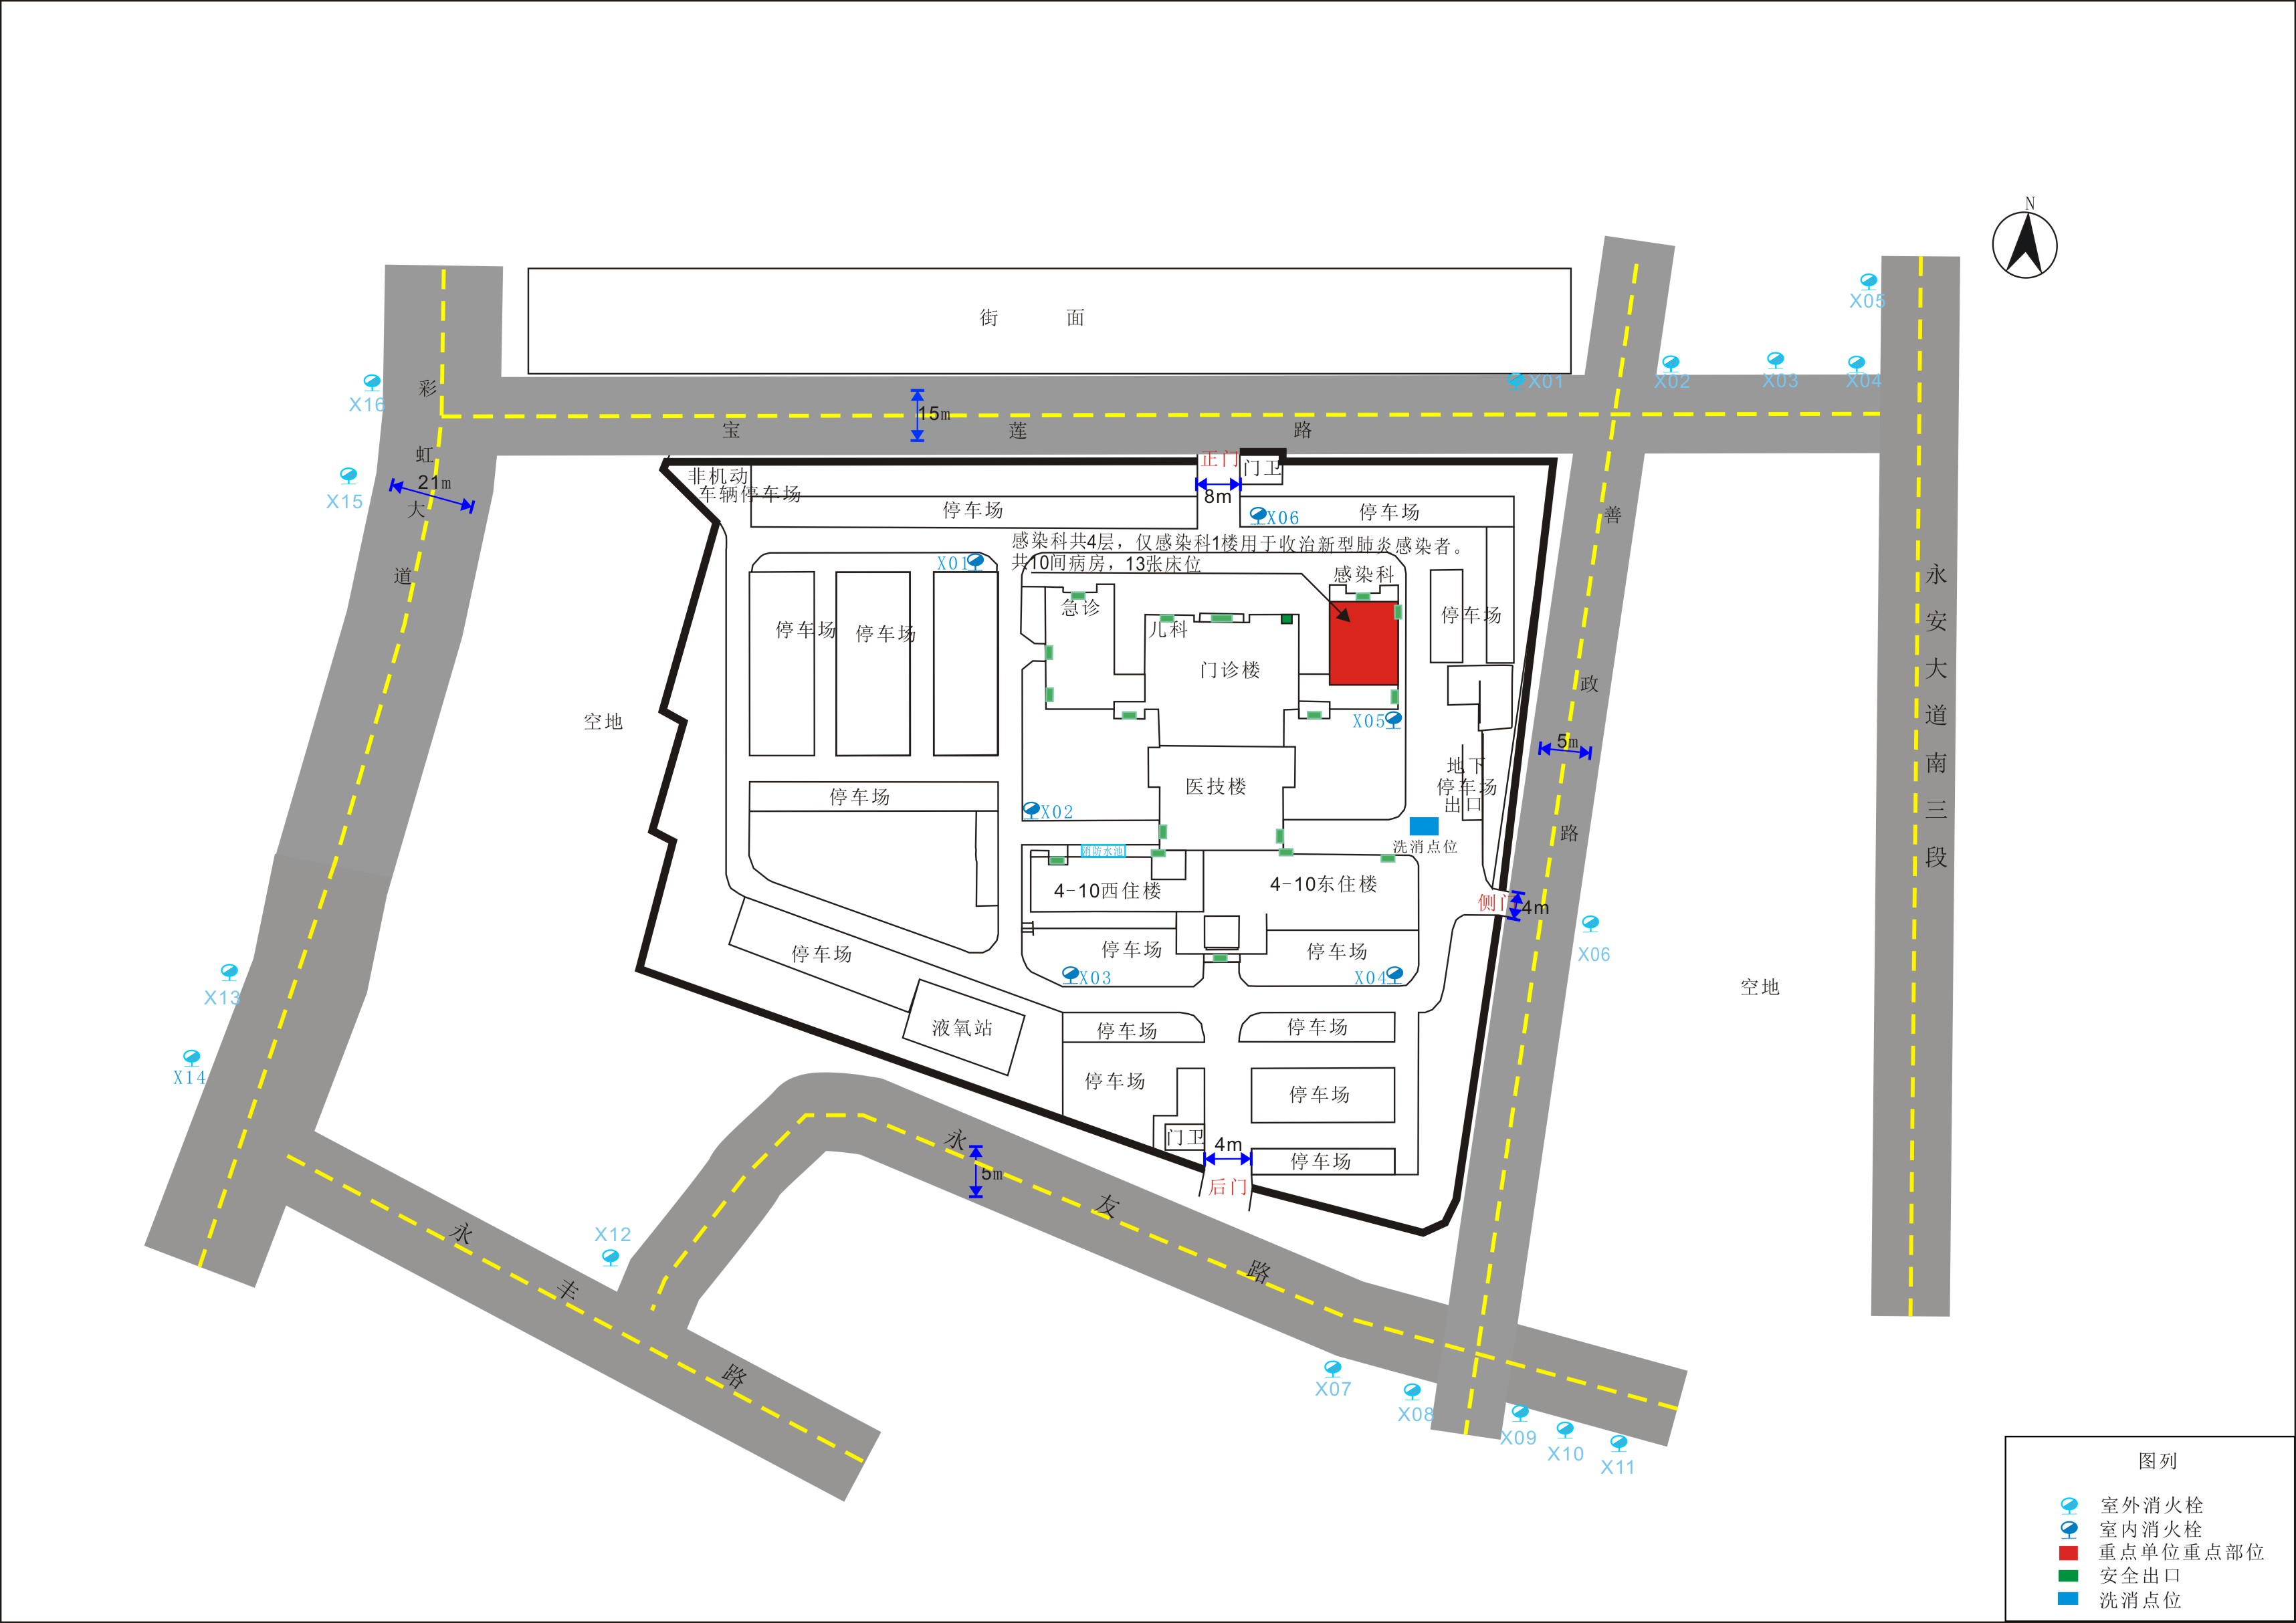 N
街 面
X05
X16
彩
X01
X02
X03
X04
宝 莲 路
虹
21m
大
道
X15
15m
正门
门卫
非机动
车辆停车场
8m
停车场
X06
停车场
善
政
路
感染科共4层，仅感染科1楼用于收治新型肺炎感染者。
共10间病房，13张床位
X01
感染科
急诊
儿科
停车场
停车场
停车场
门诊楼
永安大道南三段
空地
X05
5m
地下
停车场
出口
医技楼
停车场
X02
洗消点位
消防水池
4-10西住楼
4-10东住楼
侧门
4m
X06
停车场
停车场
停车场
X03
X04
X13
空地
液氧站
停车场
停车场
X14
停车场
停车场
门卫
4m
停车场
后门
永 友 路
5m
X12
永 丰 路
X07
X08
X09
X10
X11
图列
室外消火栓
室内消火栓
重点单位重点部位
安全出口
洗消点位